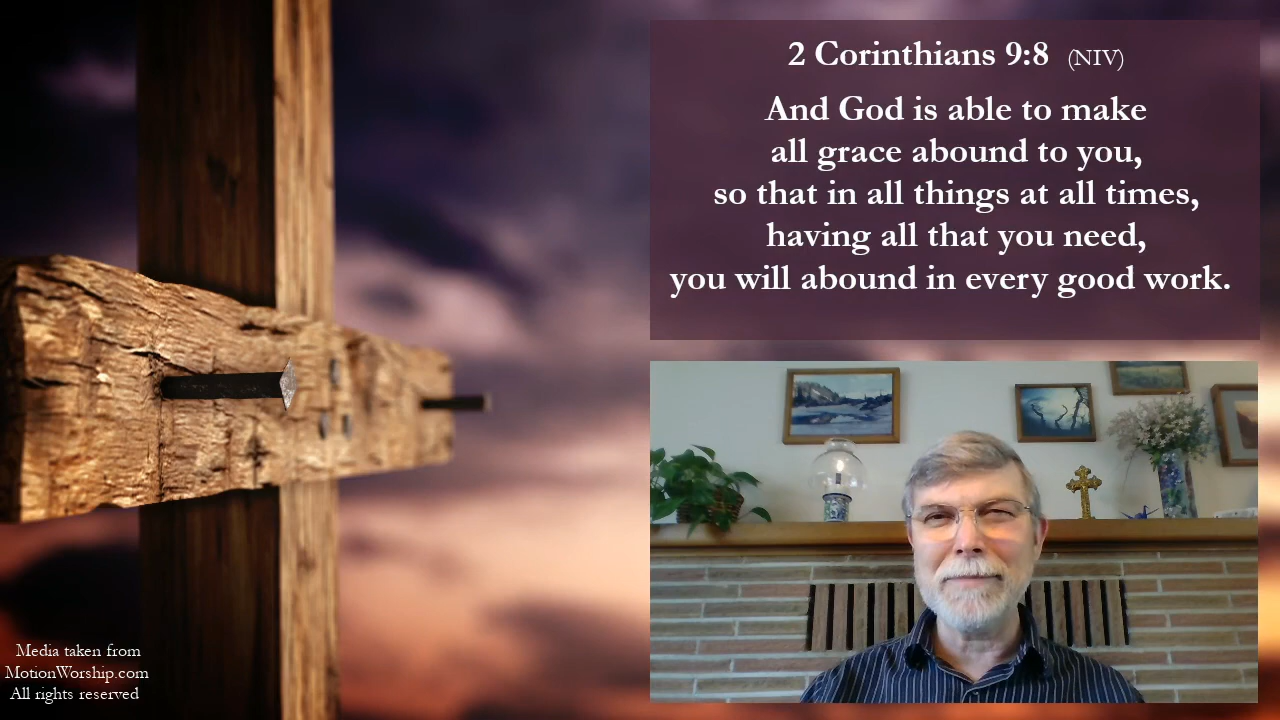 2 Corinthians 9:8 (NIV)
And God is able to make
all grace abound to you,
so that in all things at all times,
having all that you need,
you will abound in every good work.
Media taken from
MotionWorship.com
All rights reserved